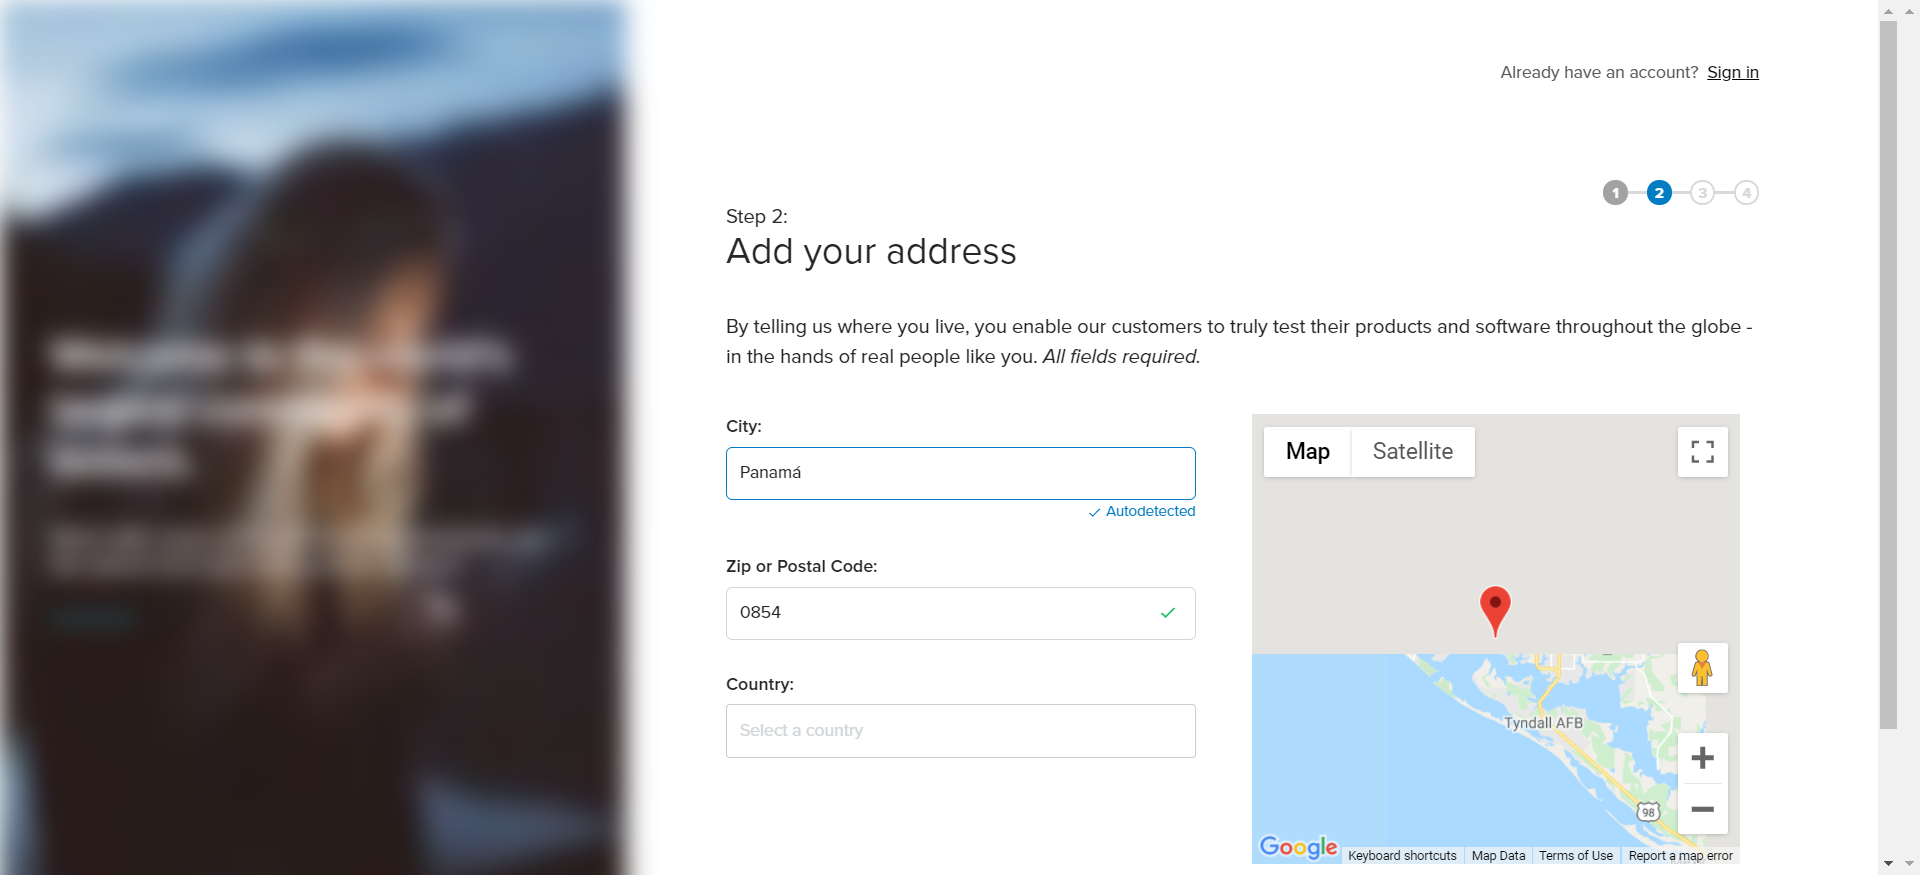 Already have an account? Sign in
1 2 3 4
Step 2:
Add your address
By telling us where you live, you enable our customers to truly test their products and software throughout the globe -
in the hands of real people like you. All fields required.
City:
Panamá
Autodetected
Zip or Postal Code:
0854
Country:
Select a country
Map Satellite
Tyndall AFB
98
Google
Keyboard shortcuts Map Data Terms of Use Report a map error